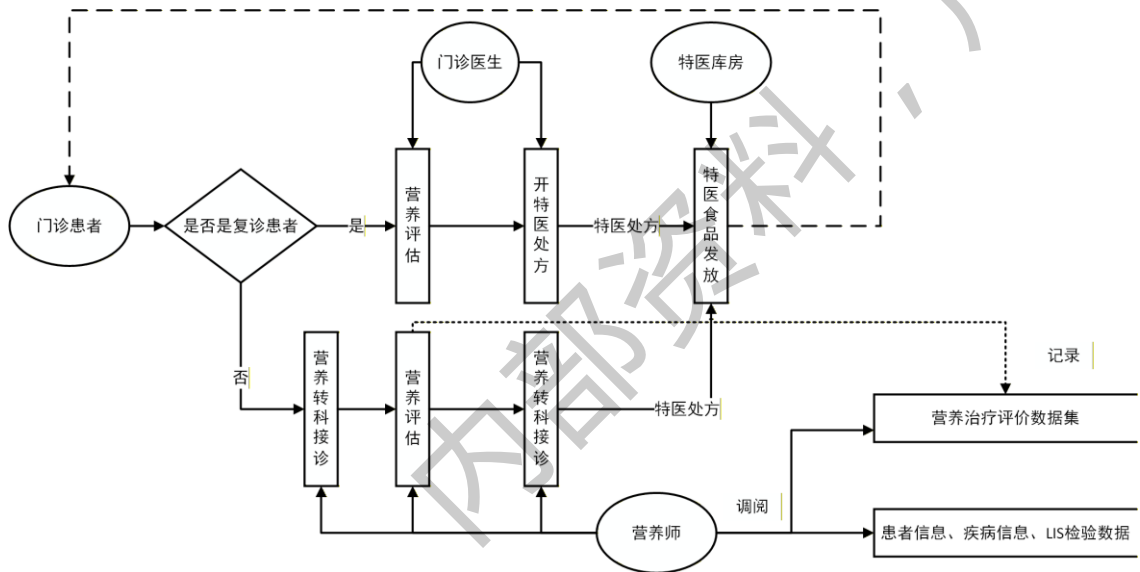 门诊医生
特医库房
门诊患者
是否是复诊患者
是
营养评估
开特医处方
特医处方
特医食品发放
否
营养转科接诊
营养评估
营养转科接诊
特医处方
记录
营养治疗评价数据集
营养师
调阅
患者信息、疾病信息、LIS检验数据
内部资料，